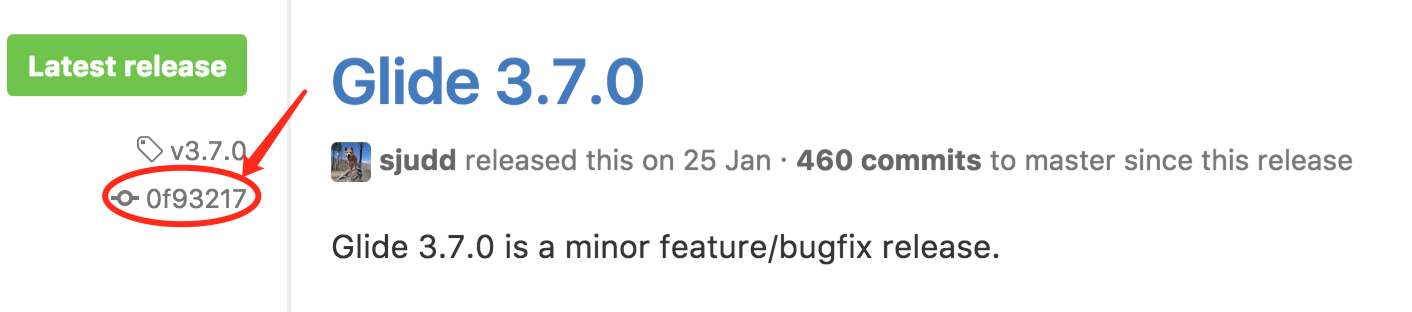 Latest release
v3.7.0
0f93217
Glide 3.7.0
sjudd released this on 25 Jan · 460 commits to master since this release
Glide 3.7.0 is a minor feature/bugfix release.